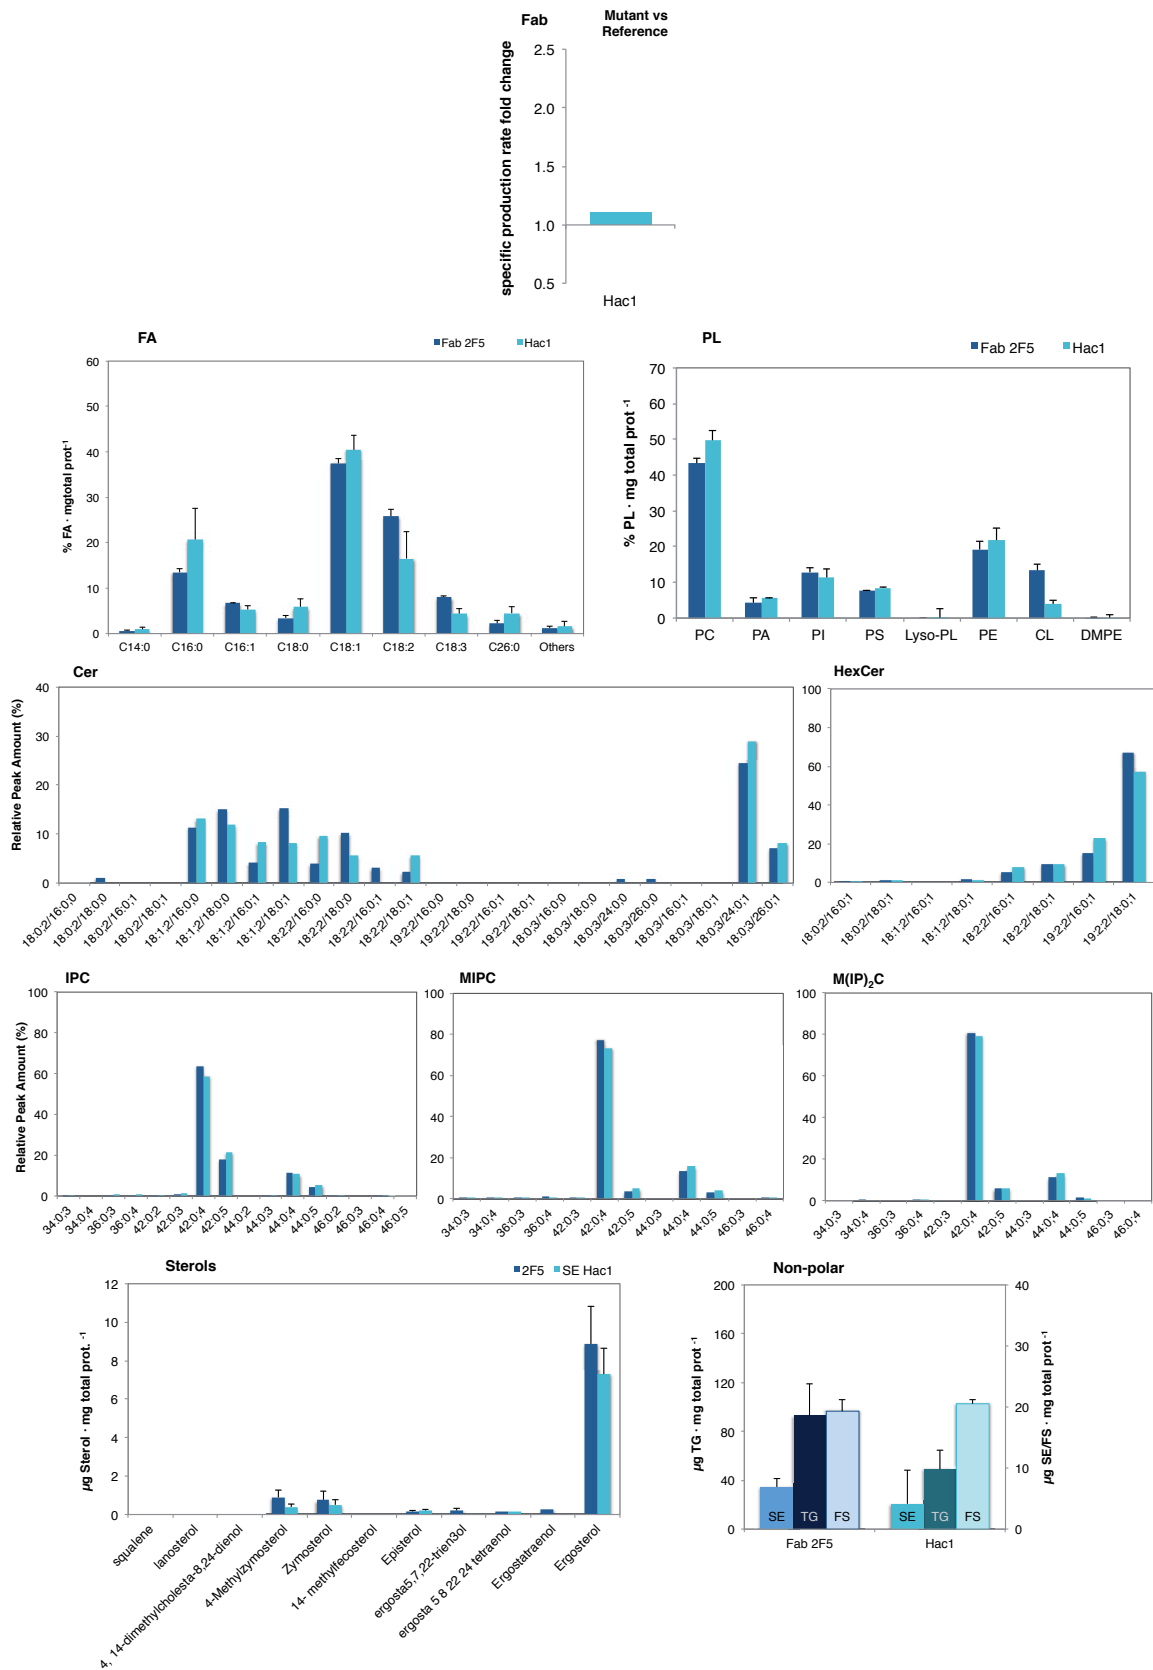 Fab
Mutant vs
Reference
specific production rate fold change
2.5
2.0
1.5
1.0
0.5
Hac1
FA
Fab 2F5 Hac1
% FA · mgtotal prot⁻¹
60
50
40
30
20
10
0
C14:0 C16:0 C16:1 C18:0 C18:1 C18:2 C18:3 C26:0 Others
PL
Fab 2F5 Hac1
% PL · mg total prot ⁻¹
70
60
50
40
30
20
10
0
PC PA PI PS Lyso-PL PE CL DMPE
Cer
Relative Peak Amount (%)
40
30
20
10
0
18:0;2/16:0;0 18:0;2/18:0;0 18:0;2/16:0;1 18:0;2/18:0;1 18:1;2/16:0;0 18:1;2/18:0;0 18:1;2/16:0;1 18:1;2/18:0;1 18:2;2/16:0;0 18:2;2/18:0;0 18:2;2/16:0;1 18:2;2/18:0;1 19:2;2/16:0;0 19:2;2/18:0;0 19:2;2/16:0;1 19:2;2/18:0;1 18:0;3/16:0;0 18:0;3/18:0;0 18:0;3/24:0;0 18:0;3/26:0;0 18:0;3/16:0;1 18:0;3/18:0;1 18:0;3/24:0;1 18:0;3/26:0;1
HexCer
100
80
60
40
20
0
18:0;2/16:0;1 18:0;2/18:0;1 18:1;2/16:0;1 18:1;2/18:0;1 18:2;2/16:0;1 18:2;2/18:0;1 19:2;2/16:0;1 19:2;2/18:0;1
IPC
Relative Peak Amount (%)
100
80
60
40
20
0
34:0;3 34:0;4 36:0;3 36:0;4 42:0;2 42:0;3 42:0;4 42:0;5 44:0;2 44:0;3 44:0;4 44:0;5 46:0;2 46:0;3 46:0;4 46:0;5
MIPC
100
80
60
40
20
0
34:0;3 34:0;4 36:0;3 36:0;4 42:0;3 42:0;4 42:0;5 44:0;3 44:0;4 44:0;5 46:0;3 46:0;4
M(IP)₂C
100
80
60
40
20
0
34:0;3 34:0;4 36:0;3 36:0;4 42:0;3 42:0;4 42:0;5 44:0;3 44:0;4 44:0;5 46:0;3 46:0;4
Sterols
2F5 SE Hac1
µg Sterol · mg total prot. ⁻¹
12
10
8
6
4
2
0
squalene lanosterol 4, 14-dimethylcholesta-8,24-dienol 4-Methylzymosterol Zymosterol 14- methylfecosterol Episterol ergosta5,7,22-trien3ol ergosta 5 8 22 24 tetraenol Ergostatraenol Ergosterol
Non-polar
µg TG · mg total prot ⁻¹
200
160
120
80
40
0
SE TG FS SE TG FS
Fab 2F5 Hac1
40
30
20
10
0
µg SE/FS · mg total prot ⁻¹